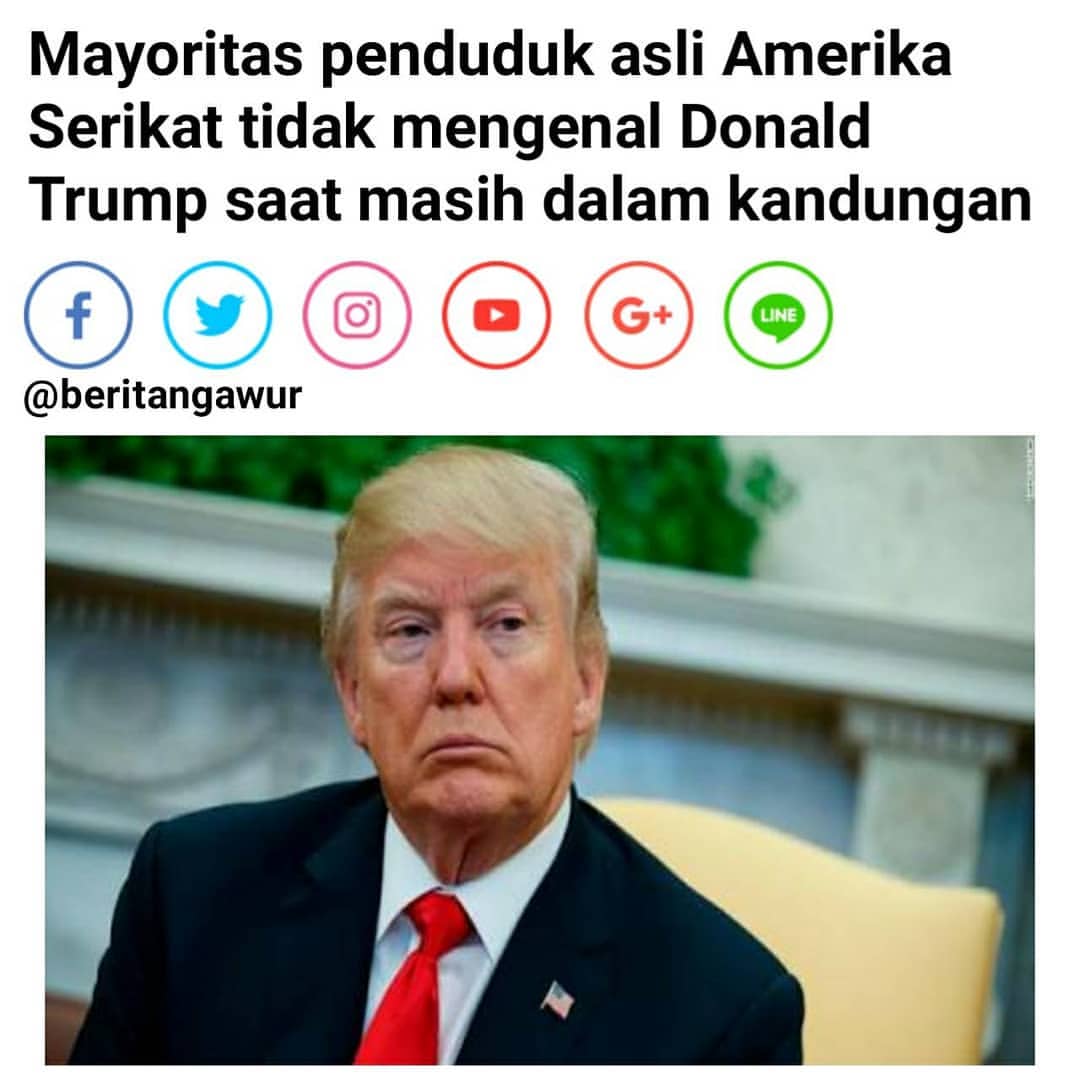 Mayoritas penduduk asli Amerika
Serikat tidak mengenal Donald
Trump saat masih dalam kandungan
f
G+
LINE
@beritangawur